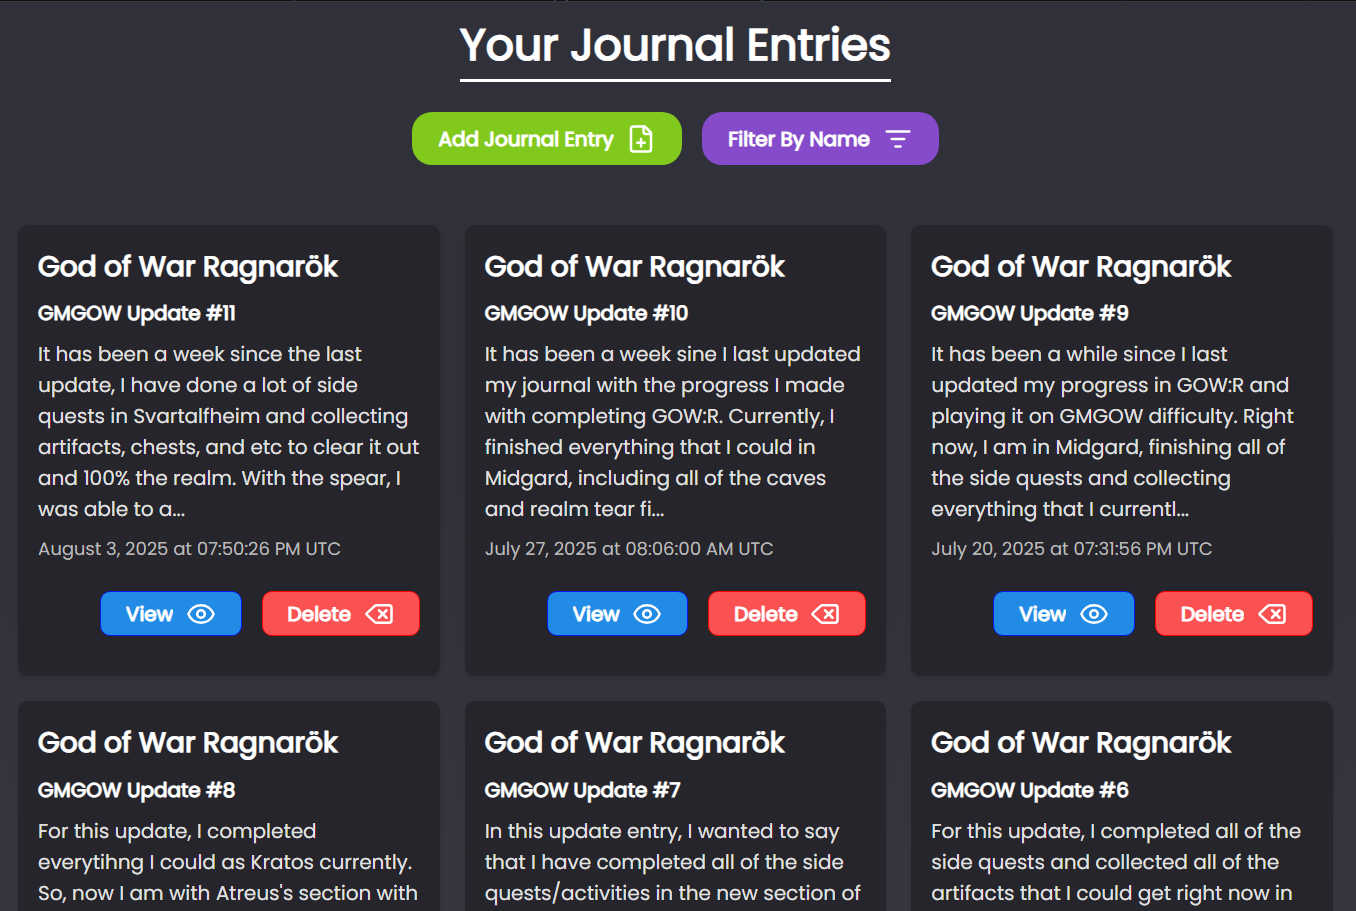 Your Journal Entries
Add Journal Entry
Filter By Name
God of War Ragnarök
GMGOW Update #11
It has been a week since the last
update, I have done a lot of side
quests in Svartalfheim and collecting
artifacts, chests, and etc to clear it out
and 100% the realm. With the spear, I
was able to a...
August 3, 2025 at 07:50:26 PM UTC
View
Delete
God of War Ragnarök
GMGOW Update #10
It has been a week sine I last updated
my journal with the progress I made
with completing GOW:R. Currently, I
finished everything that I could in
Midgard, including all of the caves
and realm tear fi...
July 27, 2025 at 08:06:00 AM UTC
View
Delete
God of War Ragnarök
GMGOW Update #9
It has been a while since I last
updated my progress in GOW:R and
playing it on GMGOW difficulty. Right
now, I am in Midgard, finishing all of
the side quests and collecting
everything that I currentl...
July 20, 2025 at 07:31:56 PM UTC
View
Delete
God of War Ragnarök
GMGOW Update #8
For this update, I completed
everytihng I could as Kratos currently.
So, now I am with Atreus's section with
God of War Ragnarök
GMGOW Update #7
In this update entry, I wanted to say
that I have completed all of the side
quests/activities in the new section of
God of War Ragnarök
GMGOW Update #6
For this update, I completed all of the
side quests and collected all of the
artifacts that I could get right now in